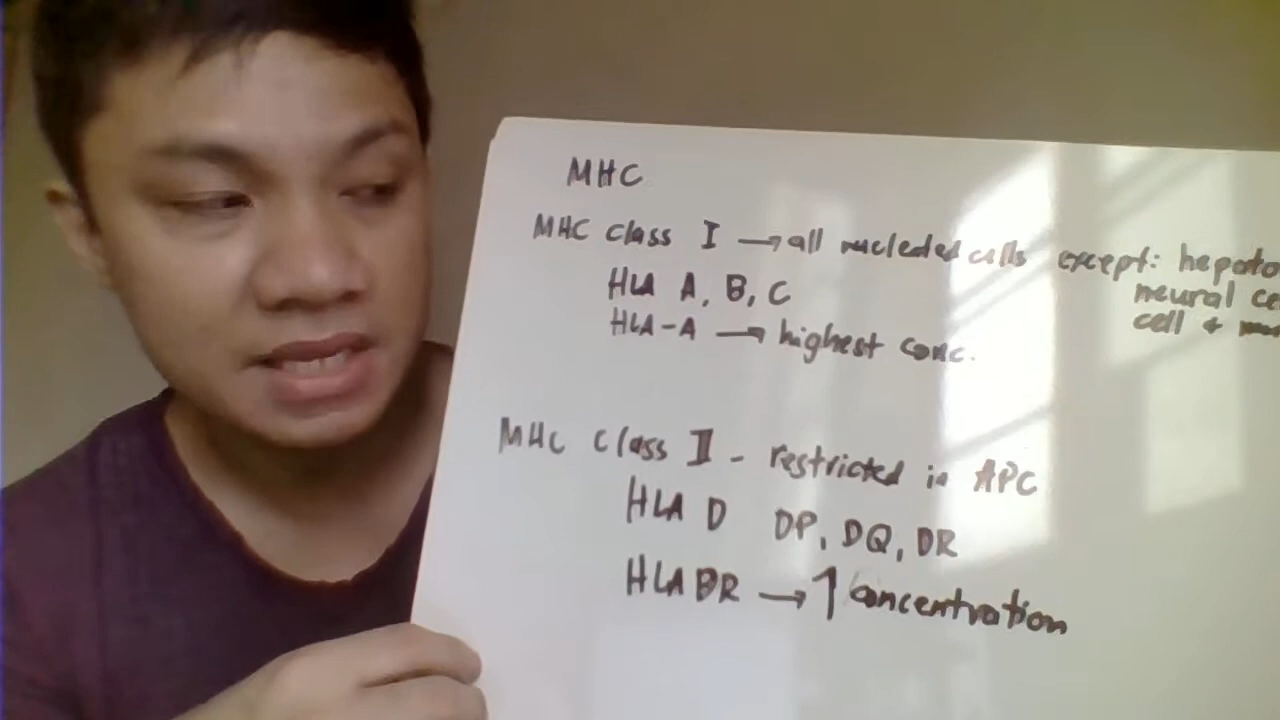 MHC
MHC class I → all nucleated cells except: hepato
HLA A, B, C neural ce
HLA-A → highest conc. cell +
MHC Class II - restricted in APC
HLA D DP, DQ, DR
HLA DR → ↑ concentration